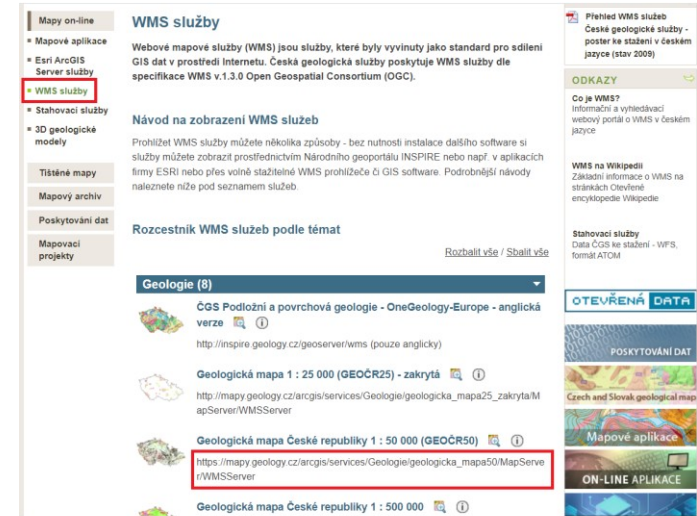 Mapy on-line
Mapové aplikace
Esri ArcGIS
Server služby
WMS služby
Stahovací služby
3D geologické
modely
Tištěné mapy
Mapový archiv
Poskytování dat
Mapovací
projekty
WMS služby
Webové mapové služby (WMS) jsou služby, které byly vyvinuty jako standard pro sdílení
GIS dat v prostředí Internetu. Česká geologická služby poskytuje WMS služby dle
specifikace WMS v.1.3.0 Open Geospatial Consortium (OGC).
Návod na zobrazení WMS služeb
Prohlížet WMS služby můžete několika způsoby - bez nutnosti instalace dalšího software si
služby můžete zobrazit prostřednictvím Národního geoportálu INSPIRE nebo např. v aplikacích
firmy ESRI nebo přes volně stažitelné WMS prohlížeče či GIS software. Podrobnější návody
naleznete níže pod seznamem služeb.
Rozcestník WMS služeb podle témat
Rozbalit vše / Sbalit vše
Geologie (8)
ČGS Podložní a povrchová geologie - OneGeology-Europe - anglická
verze
http://inspire.geology.cz/geoserver/wms (pouze anglicky)
Geologická mapa 1 : 25 000 (GEOČR25) - zakrytá
http://mapy.geology.cz/arcgis/services/Geologie/geologicka_mapa25_zakryta/M
apServer/WMSServer
Geologická mapa České republiky 1 : 50 000 (GEOČR50)
https://mapy.geology.cz/arcgis/services/Geologie/geologicka_mapa50/MapServe
r/WMSServer
Geologická mapa České republiky 1 : 500 000
Přehled WMS služeb
České geologické služby -
poster ke stažení v českém
jazyce (stav 2009)
ODKAZY
Co je WMS?
Informační a vyhledávací
webový portál o WMS v českém
jazyce
WMS na Wikipedii
Základní informace o WMS na
stránkách Otevřené
encyklopedie Wikipedie
Stahovací služby
Data ČGS ke stažení - WFS,
formát ATOM
OTEVŘENÁ DATA
POSKYTOVÁNÍ DAT
Czech and Slovak geological map
Mapové aplikace
ON-LINE APLIKACE